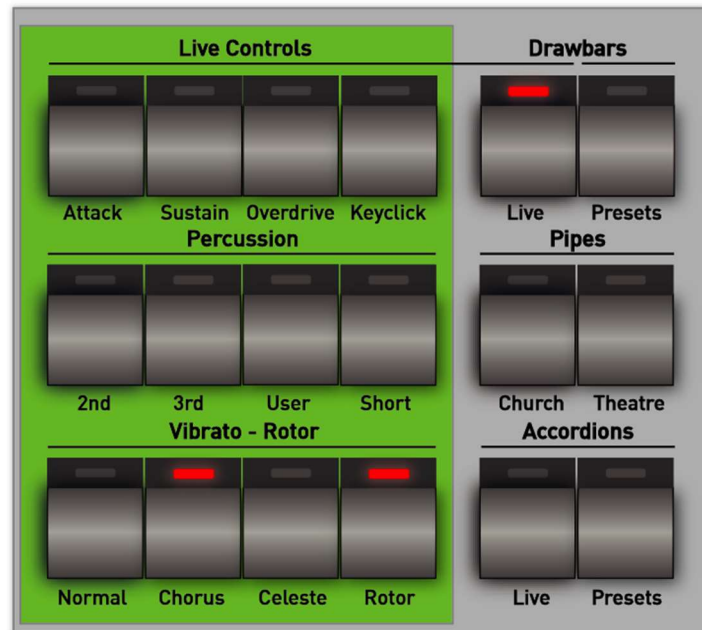 Live Controls Drawbars
Attack Sustain Overdrive Keyclick Live Presets
Percussion Pipes
2nd 3rd User Short Church Theatre
Vibrato - Rotor Accordions
Normal Chorus Celeste Rotor Live Presets